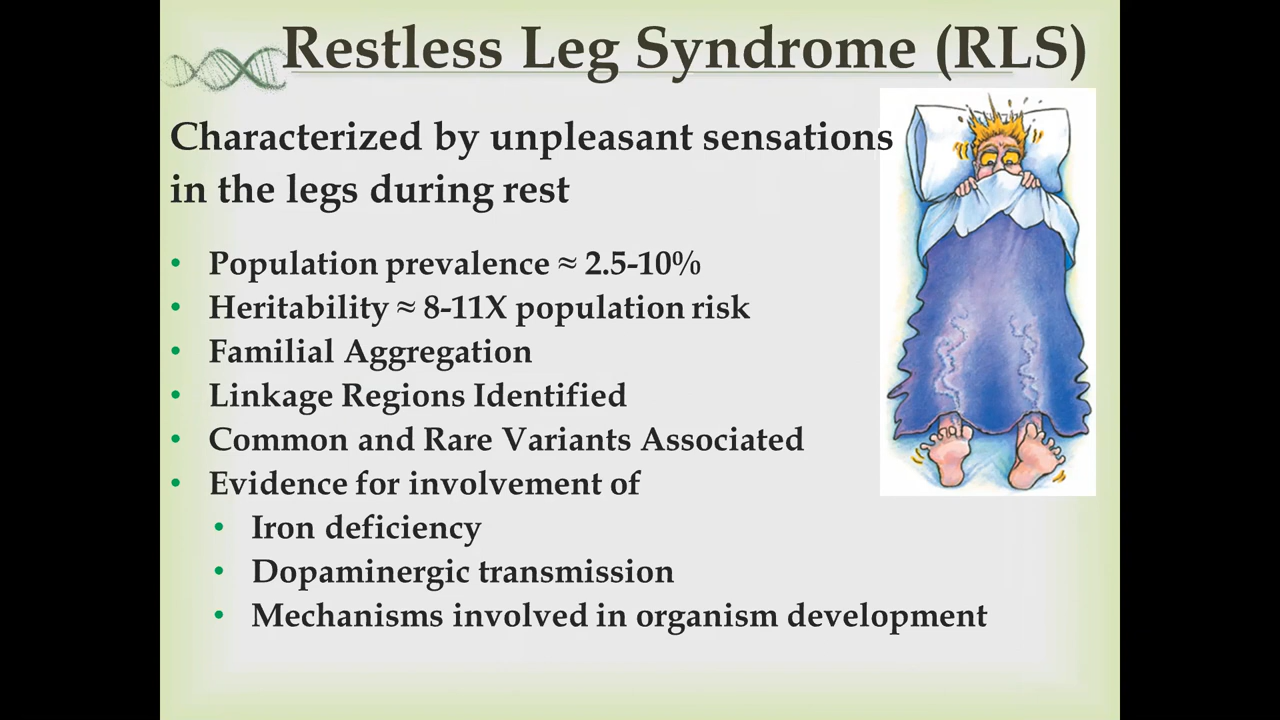 Restless Leg Syndrome (RLS)
Characterized by unpleasant sensations
in the legs during rest
• Population prevalence ≈ 2.5-10%
• Heritability ≈ 8-11X population risk
• Familial Aggregation
• Linkage Regions Identified
• Common and Rare Variants Associated
• Evidence for involvement of
• Iron deficiency
• Dopaminergic transmission
• Mechanisms involved in organism development